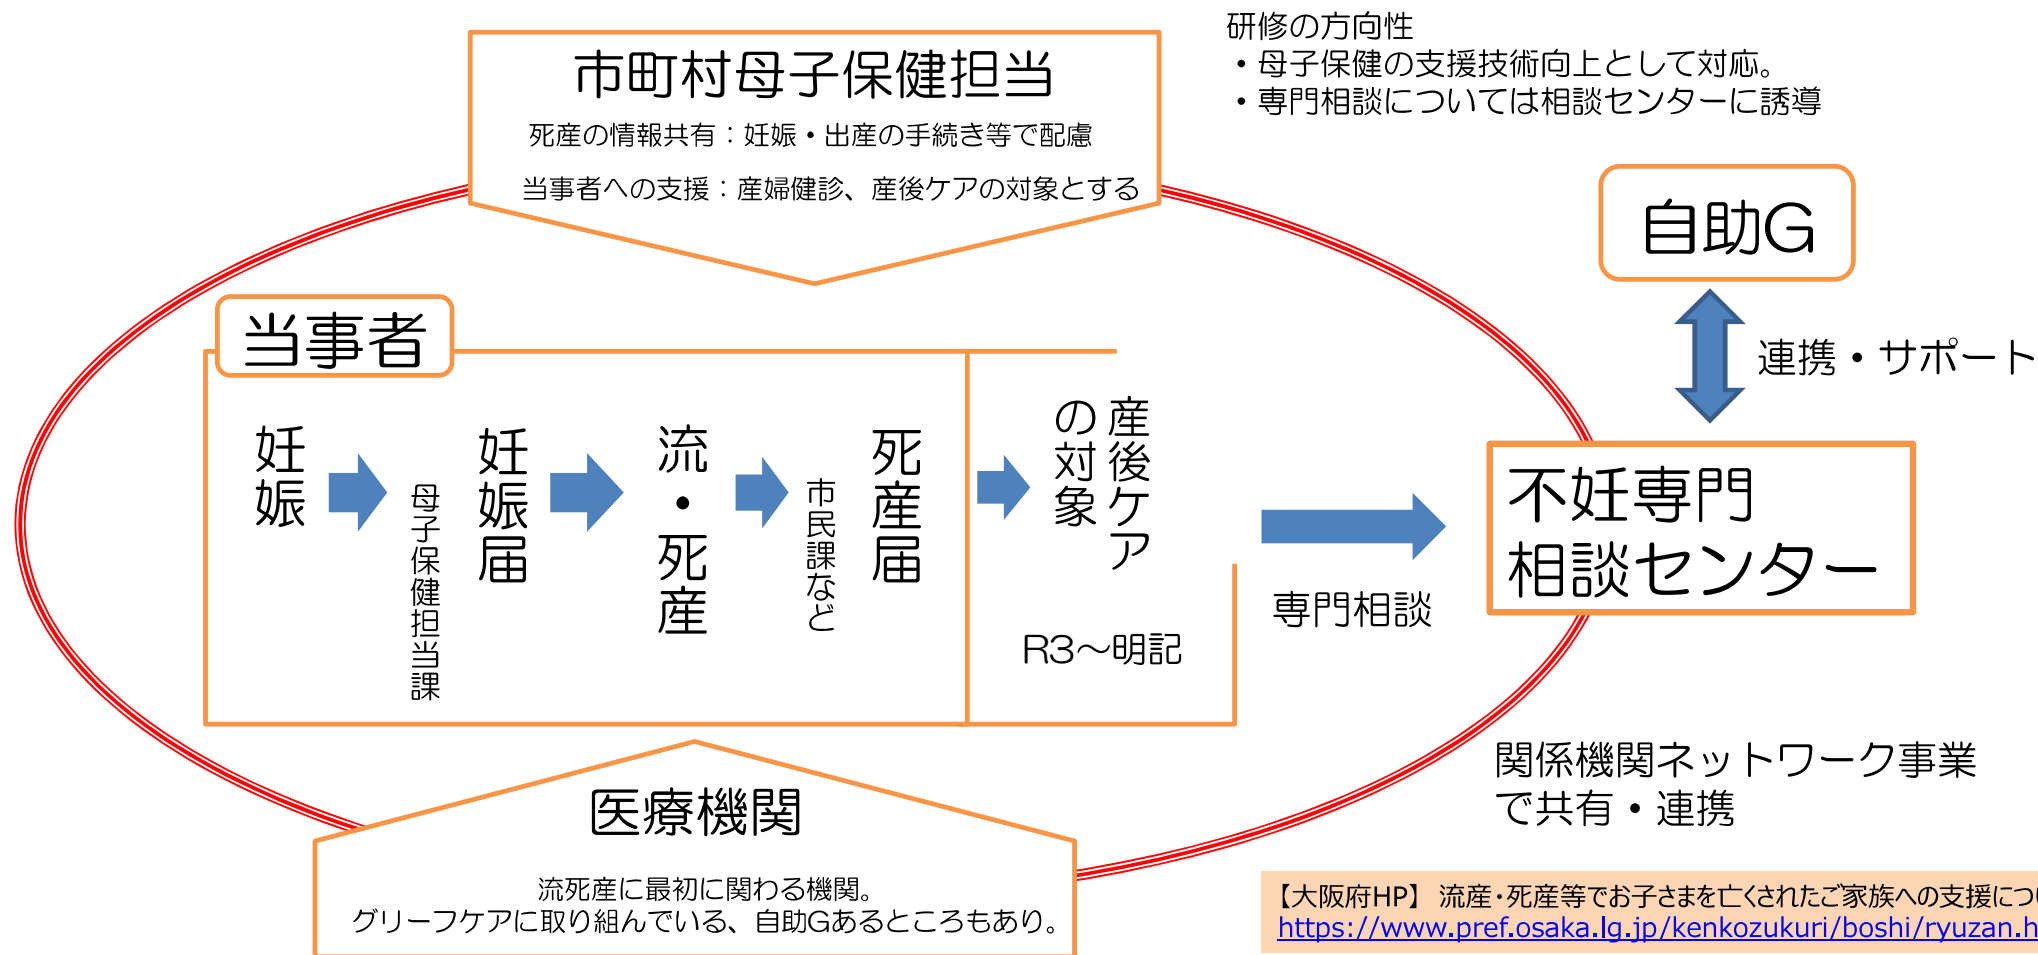 研修の方向性
・母子保健の支援技術向上として対応。
・専門相談については相談センターに誘導
市町村母子保健担当
死産の情報共有：妊娠・出産の手続き等で配慮
当事者への支援：産婦健診、産後ケアの対象とする
自助G
連携・サポート
当事者
妊娠
母子保健担当課
妊娠届
流・死産
市民課など
死産届
産後ケア
の対象
R3～明記
専門相談
不妊専門
相談センター
関係機関ネットワーク事業
で共有・連携
医療機関
流死産に最初に関わる機関。
グリーフケアに取り組んでいる、自助Gあるところもあり。
【大阪府HP】 流産・死産等でお子さまを亡くされたご家族への支援につ
https://www.pref.osaka.lg.jp/kenkozukuri/boshi/ryuzan.h